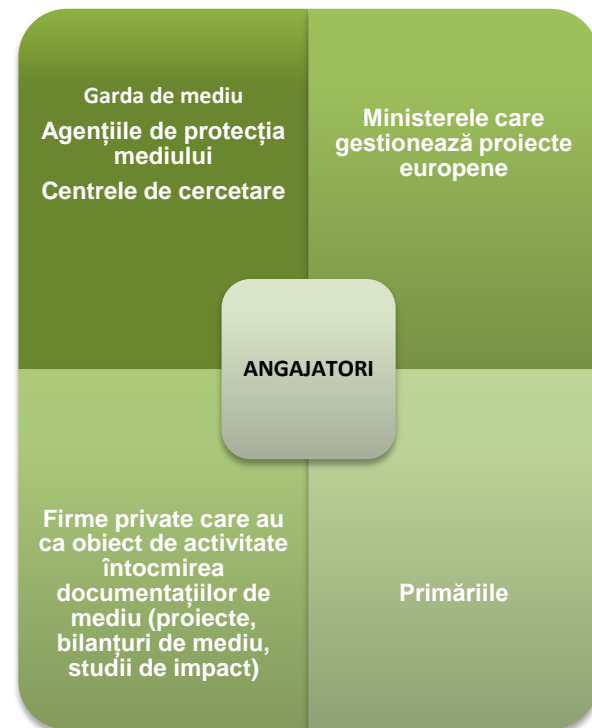 Garda de mediu
Agențiile de protecția
mediului
Centrele de cercetare
Ministerele care
gestionează proiecte
europene
ANGAJATORI
Firme private care au
ca obiect de activitate
întocmirea
documentațiilor de
mediu (proiecte,
bilanțuri de mediu,
studii de impact)
Primăriile